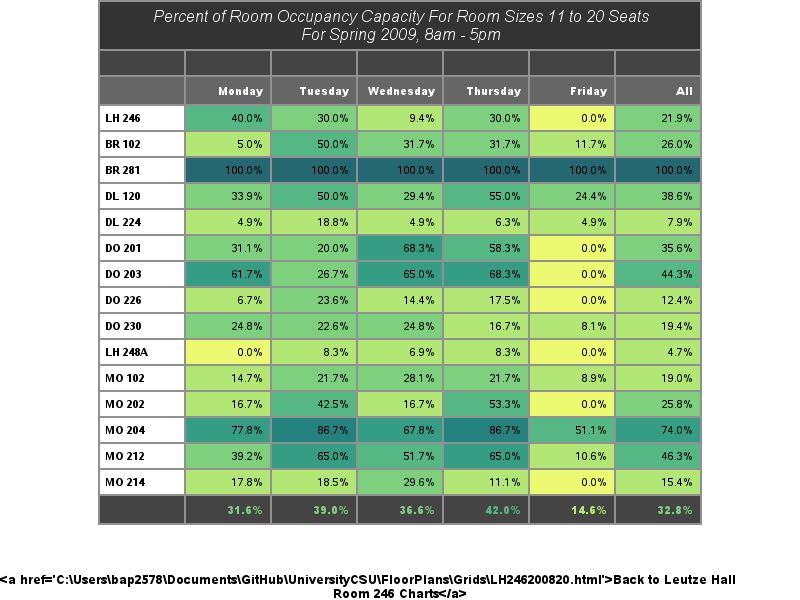 Percent of Room Occupancy Capacity For Room Sizes 11 to 20 Seats
For Spring 2009, 8am - 5pm
Monday Tuesday Wednesday Thursday Friday All
LH 246 40.0% 30.0% 9.4% 30.0% 0.0% 21.9%
BR 102 5.0% 50.0% 31.7% 31.7% 11.7% 26.0%
BR 281 100.0% 100.0% 100.0% 100.0% 100.0% 100.0%
DL 120 33.9% 50.0% 29.4% 55.0% 24.4% 38.6%
DL 224 4.9% 18.8% 4.9% 6.3% 4.9% 7.9%
DO 201 31.1% 20.0% 68.3% 58.3% 0.0% 35.6%
DO 203 61.7% 26.7% 65.0% 68.3% 0.0% 44.3%
DO 226 6.7% 23.6% 14.4% 17.5% 0.0% 12.4%
DO 230 24.8% 22.6% 24.8% 16.7% 8.1% 19.4%
LH 248A 0.0% 8.3% 6.9% 8.3% 0.0% 4.7%
MO 102 14.7% 21.7% 28.1% 21.7% 8.9% 19.0%
MO 202 16.7% 42.5% 16.7% 53.3% 0.0% 25.8%
MO 204 77.8% 86.7% 67.8% 86.7% 51.1% 74.0%
MO 212 39.2% 65.0% 51.7% 65.0% 10.6% 46.3%
MO 214 17.8% 18.5% 29.6% 11.1% 0.0% 15.4%
31.6% 39.0% 36.6% 42.0% 14.6% 32.8%
<a href='C:\Users\bap2578\Documents\GitHub\UniversityCSU\FloorPlans\Grids\LH246200820.html'>Back to Leutze Hall
Room 246 Charts</a>